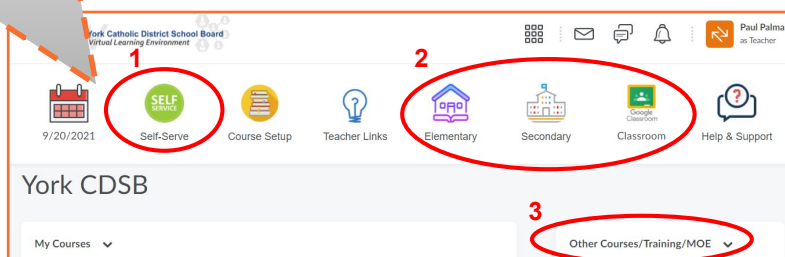 York Catholic District School Board
Virtual Learning Environment
Paul Palma
as Teacher
1
2
SELF
SERVICE
Google
Classroom
9/20/2021
Self-Serve
Course Setup
Teacher Links
Elementary
Secondary
Classroom
Help & Support
York CDSB
3
My Courses
Other Courses/Training/MOE